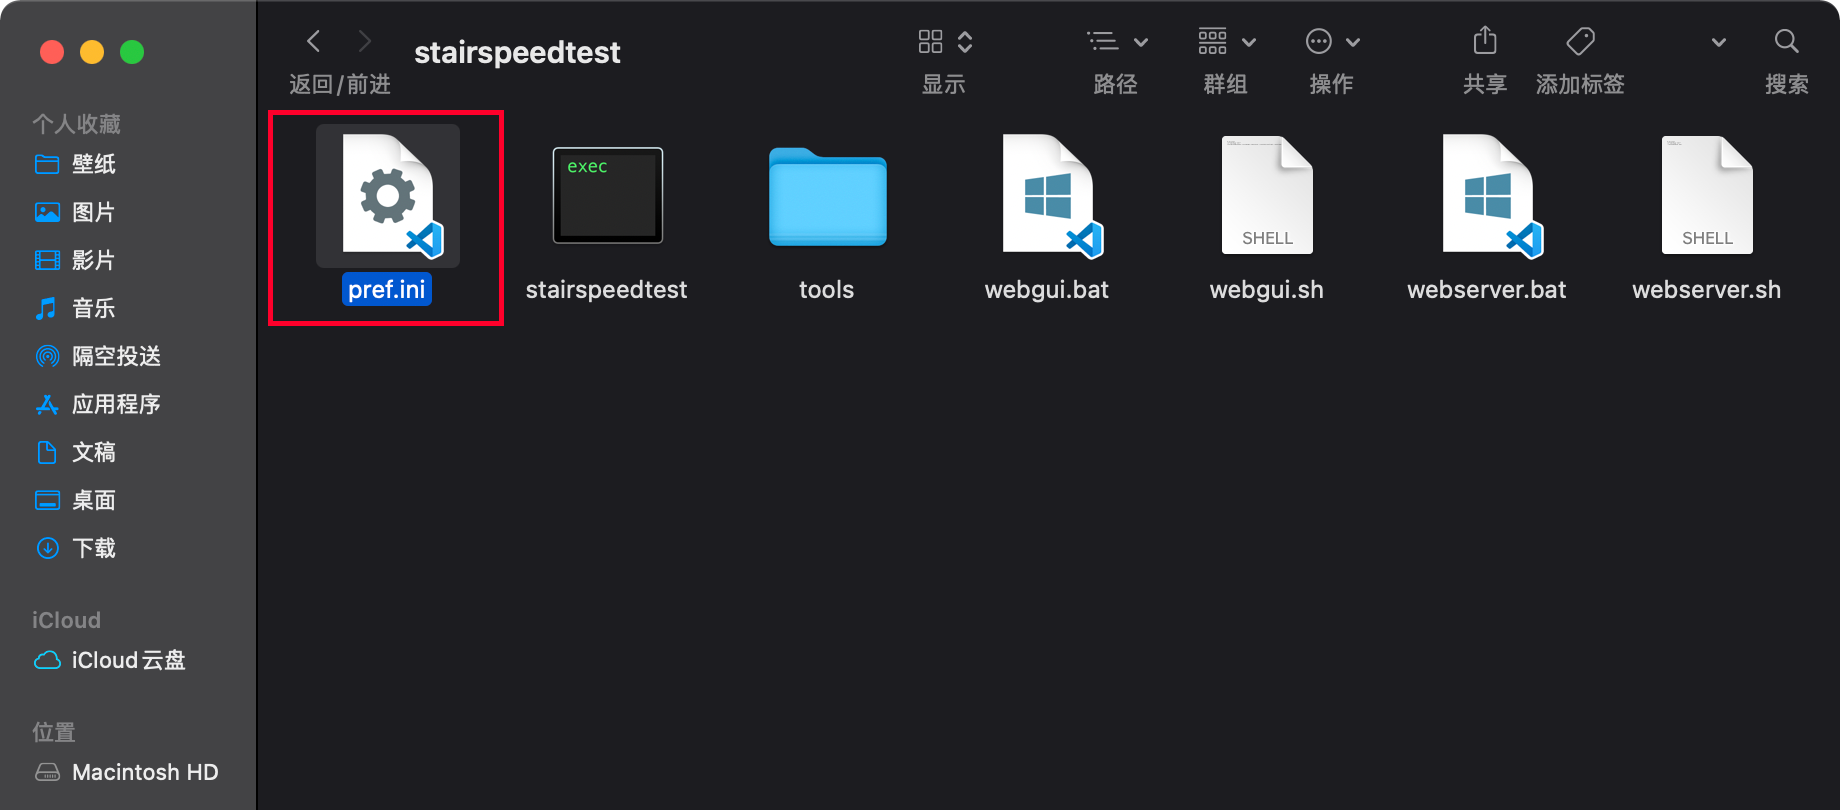 stairspeedtest
返回/前进
显示
路径
群组
操作
共享
添加标签
搜索
个人收藏
壁纸
图片
影片
音乐
隔空投送
应用程序
文稿
桌面
下载
iCloud
iCloud云盘
位置
Macintosh HD
exec
SHELL
SHELL
pref.ini
stairspeedtest
tools
webgui.bat
webgui.sh
webserver.bat
webserver.sh